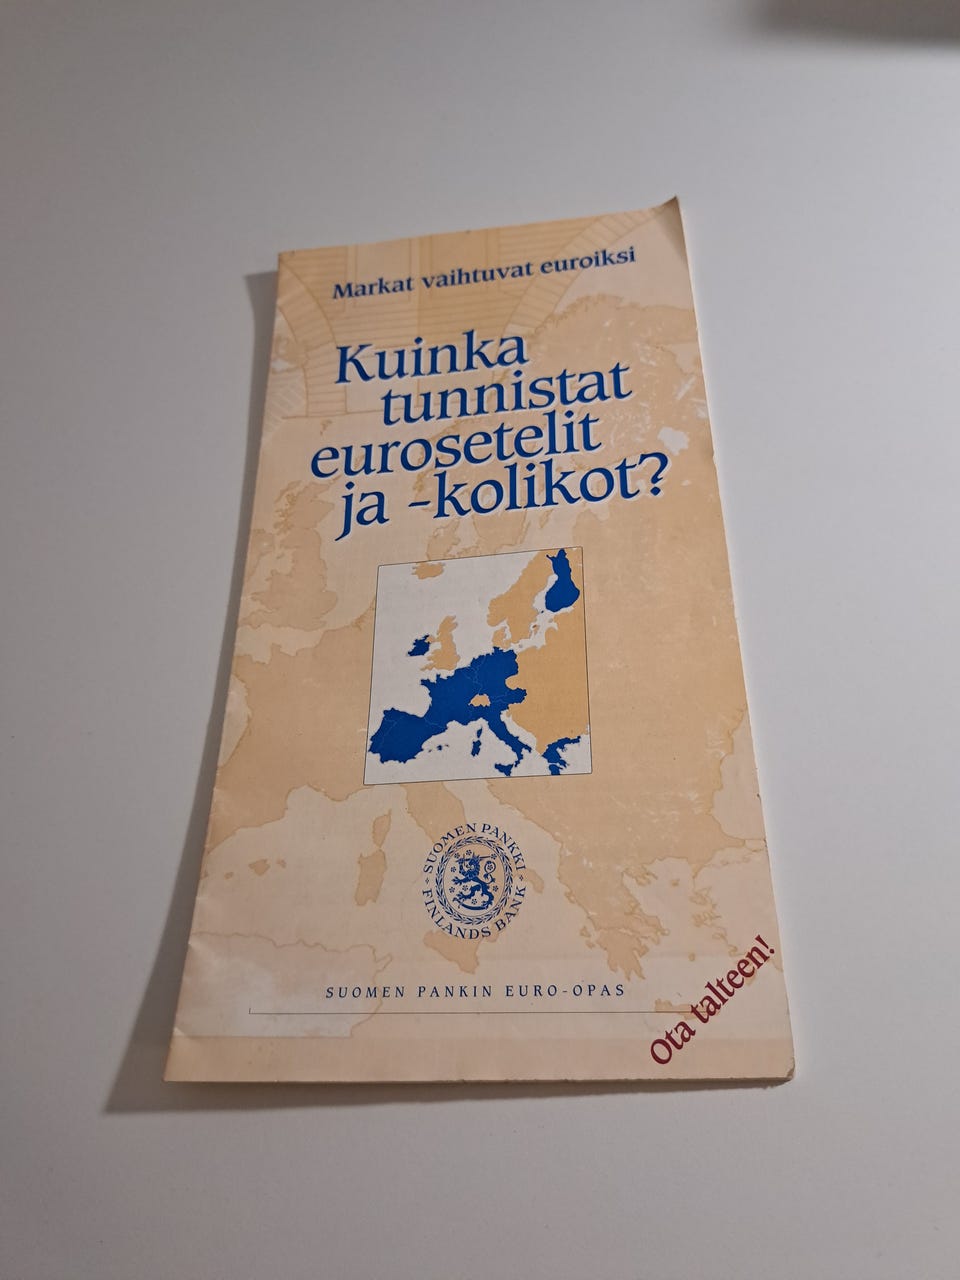 Markat vaihtuvat euroiksi
Kuinka
tunnistat
eurosetelit
ja -kolikot?
SUOMEN PANKKI
FINLANDS BANK
SUOMEN PANKIN EURO-OPAS
Ota talteen!